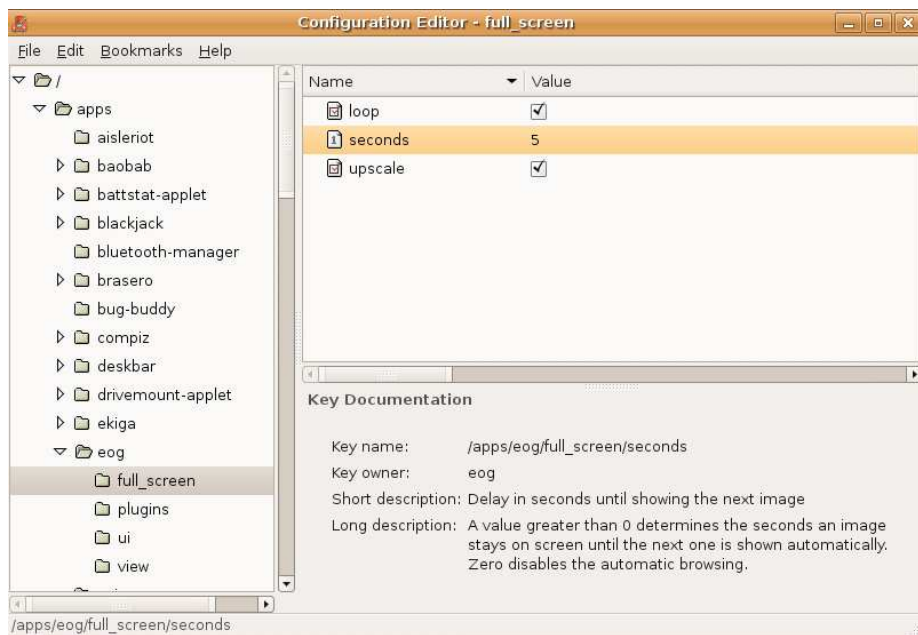 Configuration Editor - full_screen
File Edit Bookmarks Help
/
apps
aisleriot
baobab
battstat-applet
blackjack
bluetooth-manager
brasero
bug-buddy
compiz
deskbar
drivemount-applet
ekiga
eog
full_screen
plugins
ui
view
Name Value
loop
seconds 5
upscale
Key Documentation
Key name: /apps/eog/full_screen/seconds
Key owner: eog
Short description: Delay in seconds until showing the next image
Long description: A value greater than 0 determines the seconds an image
stays on screen until the next one is shown automatically.
Zero disables the automatic browsing.
/apps/eog/full_screen/seconds